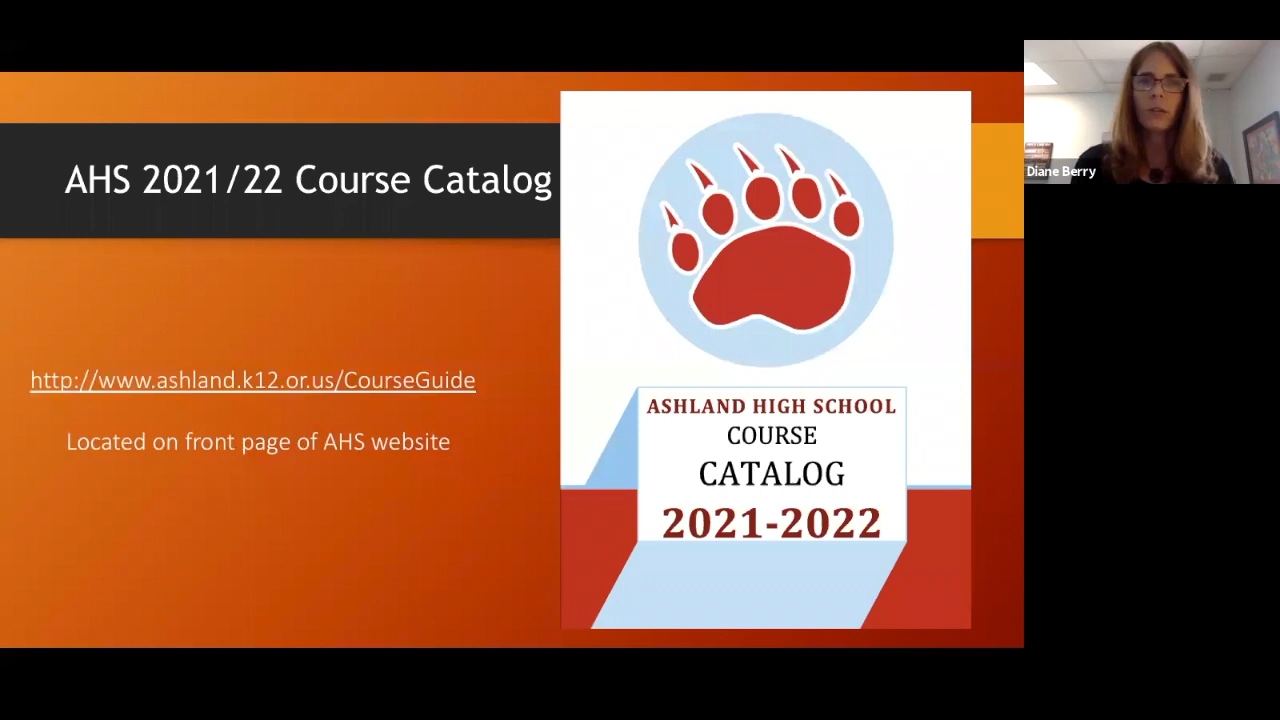 AHS 2021/22 Course Catalog
http://www.ashland.k12.or.us/CourseGuide
Located on front page of AHS website
ASHLAND HIGH SCHOOL
COURSE
CATALOG
2021-2022
Diane Berry